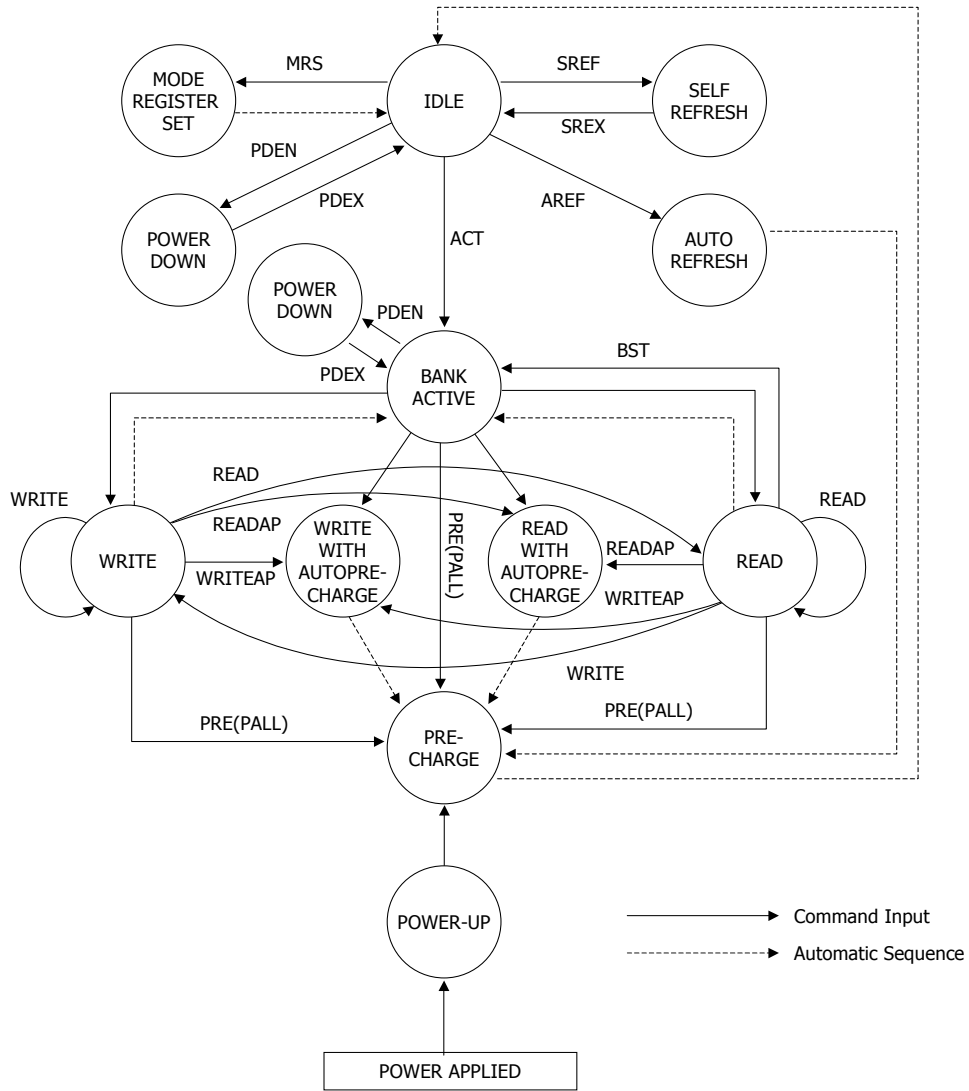 MRS
SREF
MODE
REGISTER
SET
IDLE
SELF
REFRESH
SREX
PDEN
PDEX
AREF
POWER
DOWN
ACT
AUTO
REFRESH
POWER
DOWN
PDEN
PDEX
BST
BANK
ACTIVE
WRITE
READ
READAP
WRITEAP
WRITE
WRITE
WITH
AUTOPRE-
CHARGE
PRE(PALL)
READ
WITH
AUTOPRE-
CHARGE
READAP
WRITEAP
READ
READ
WRITE
PRE(PALL)
PRE(PALL)
PRE-
CHARGE
POWER-UP
Command Input
Automatic Sequence
POWER APPLIED